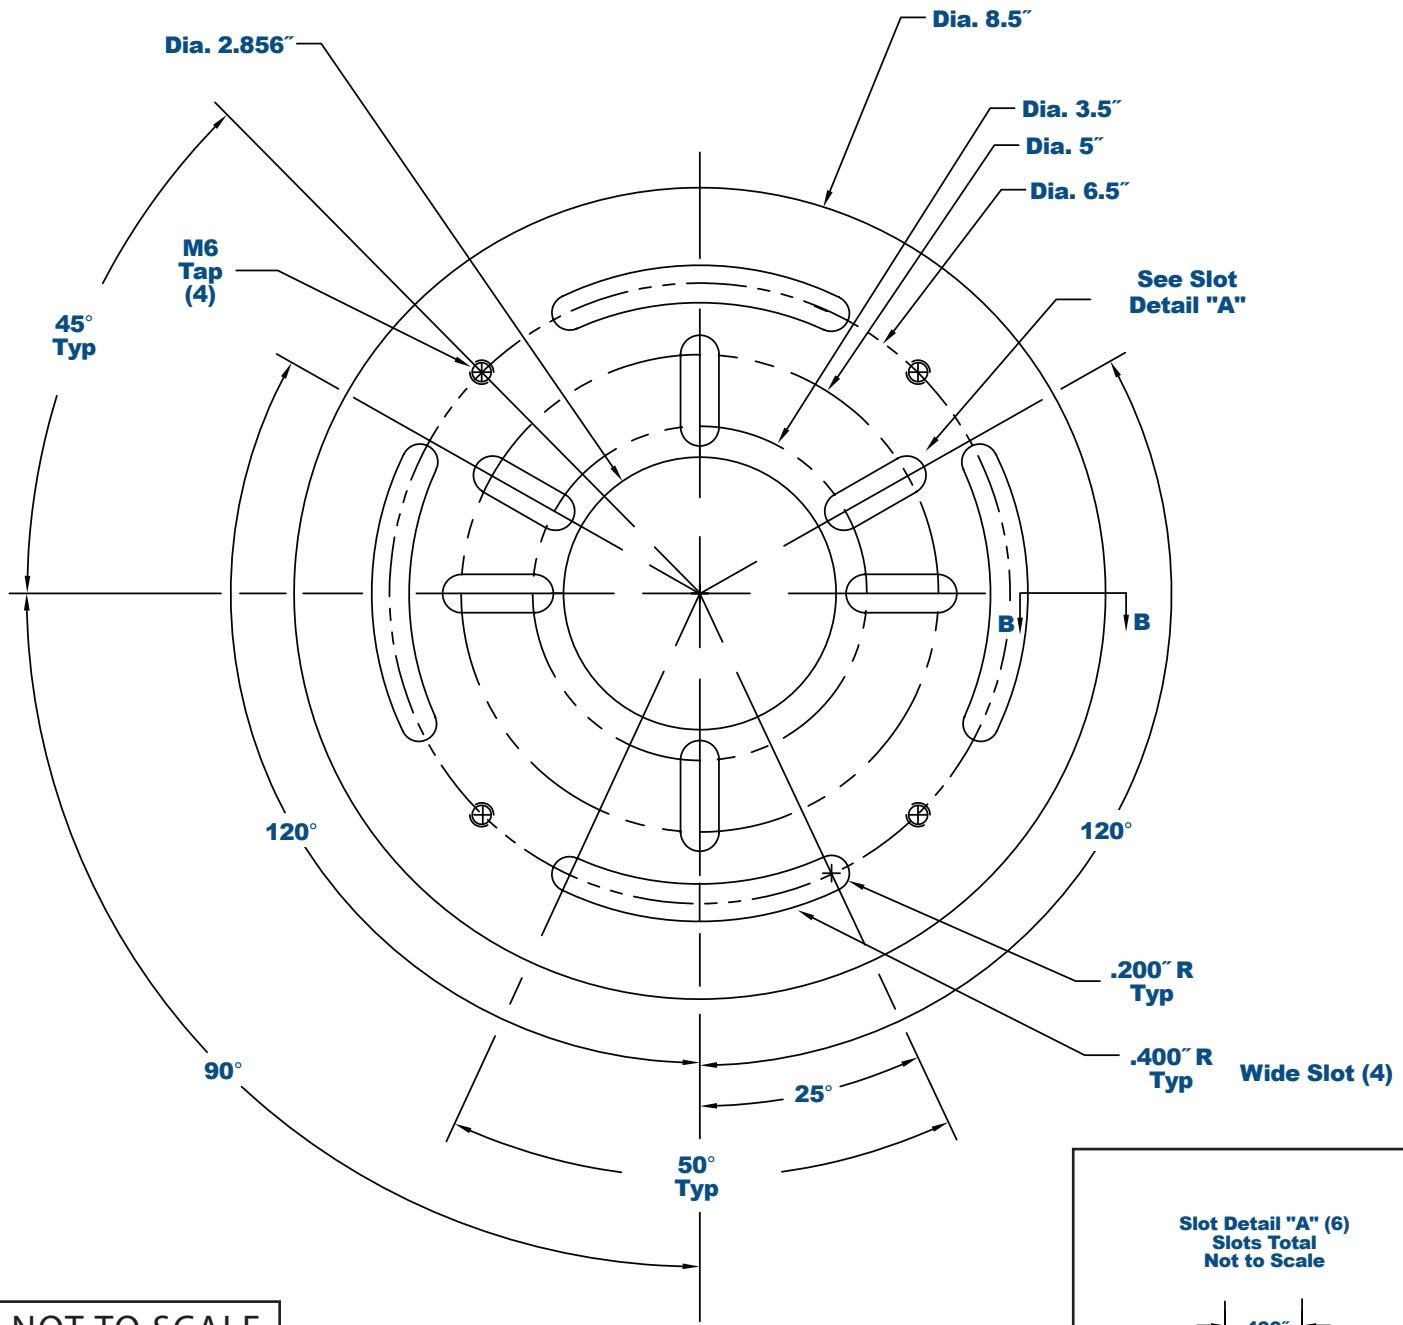 Dia. 8.5″
Dia. 2.856″
Dia. 3.5″
Dia. 5″
Dia. 6.5″
M6
Tap
(4)
See Slot
Detail "A"
45°
Typ
B
B
120°
120°
.200″ R
Typ
.400″ R
Typ
Wide Slot (4)
90°
25°
50°
Typ
Slot Detail "A" (6)
Slots Total
Not to Scale
NOT TO SCALE